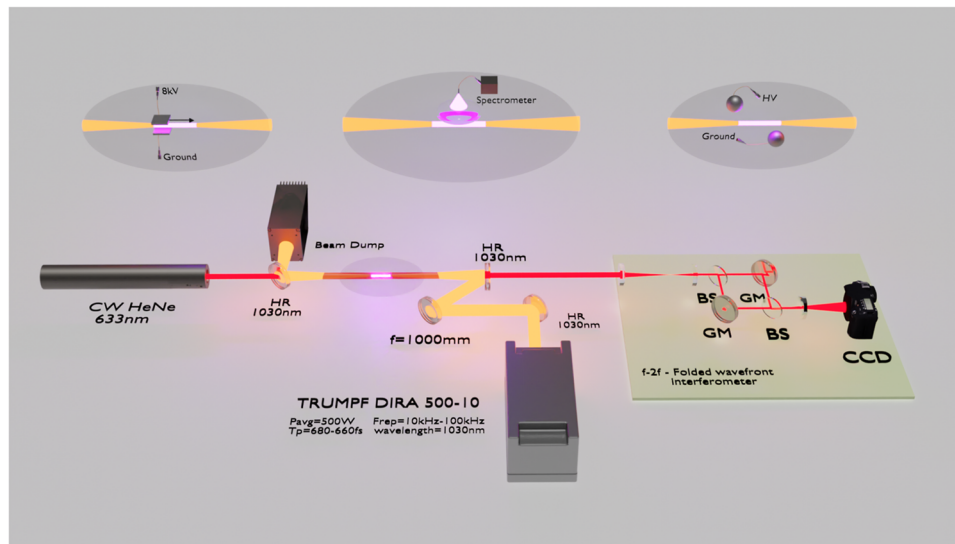 8kV
Ground
Spectrometer
HV
Ground
Beam Dump
HR
1030nm
CW HeNe
633nm
HR
1030nm
HR
1030nm
f=1000mm
BS
GM
GM
BS
CCD
f-2f - Folded wavefront
Interferometer
TRUMPF DIRA 500-10
Pavg=500W Frep=10kHz-100kHz
Tp=680-660fs wavelength=1030nm